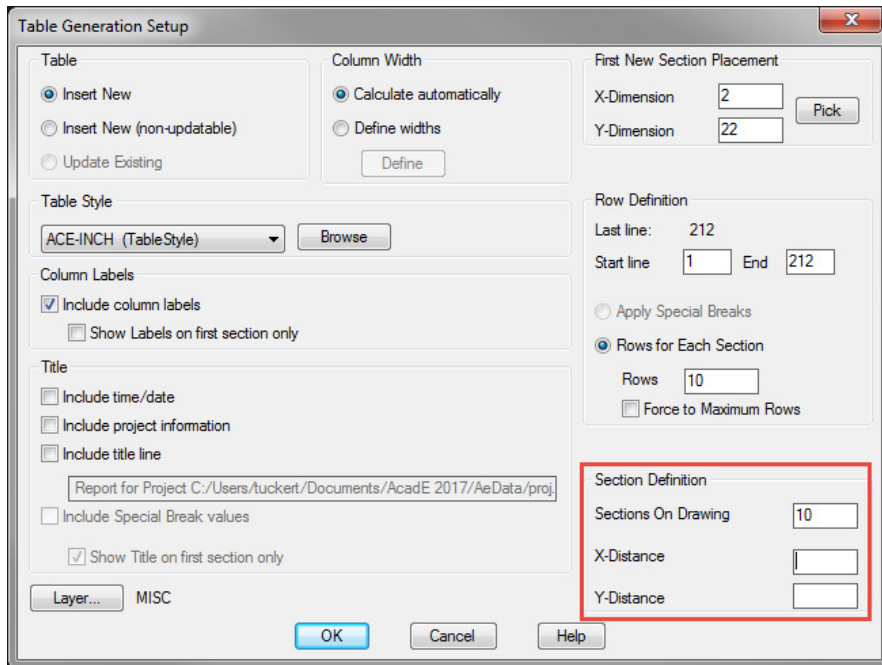 Table Generation Setup
Table
Insert New
Insert New (non-updatable)
Update Existing
Column Width
Calculate automatically
Define widths
Define
First New Section Placement
X-Dimension 2
Y-Dimension 22
Pick
Table Style
ACE-INCH (TableStyle)
Browse
Column Labels
Include column labels
Show Labels on first section only
Title
Include time/date
Include project information
Include title line
Report for Project C:/Users/tuckert/Documents/AcadE 2017/AeData/proj.
Include Special Break values
Show Title on first section only
Layer... MISC
Row Definition
Last line: 212
Start line 1 End 212
Apply Special Breaks
Rows for Each Section
Rows 10
Force to Maximum Rows
Section Definition
Sections On Drawing 10
X-Distance
Y-Distance
OK Cancel Help